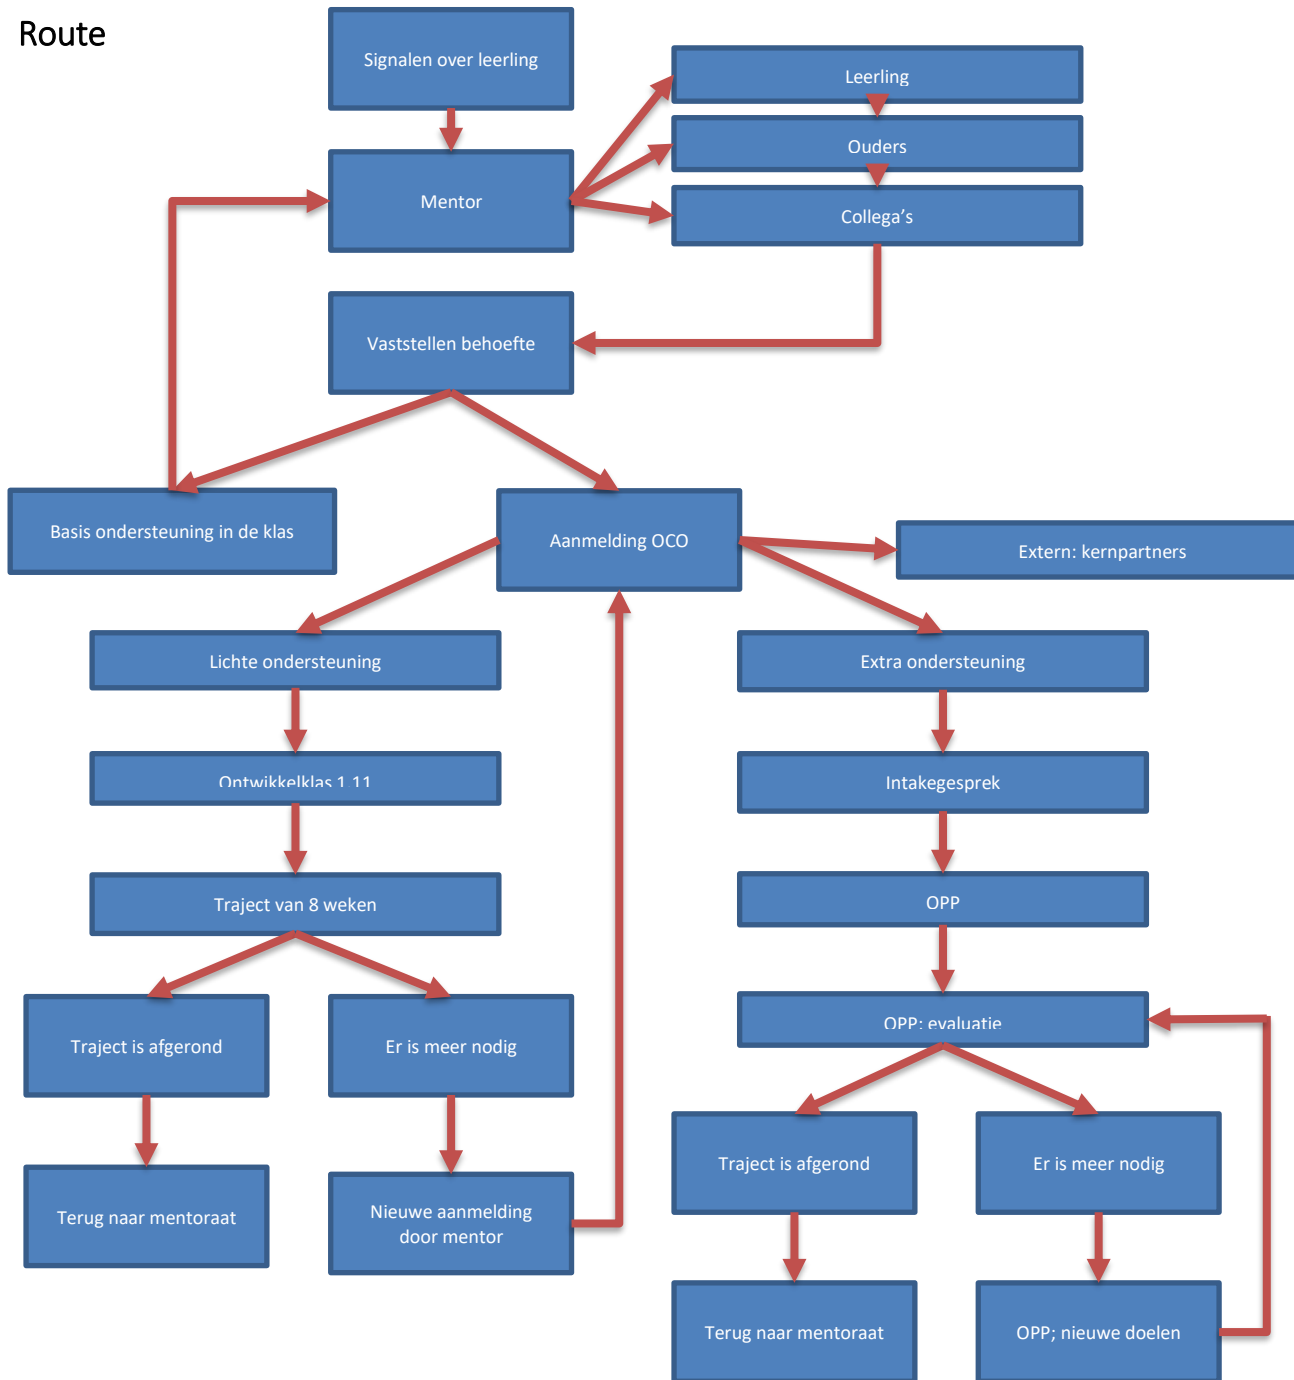 Route
Signalen over leerling
Leerling
Ouders
Mentor
Collega's
Vaststellen behoefte
Basis ondersteuning in de klas
Aanmelding OCO
Extern: kernpartners
Lichte ondersteuning
Extra ondersteuning
Ontwikkelklas 1.11
Intakegesprek
Traject van 8 weken
OPP
OPP; evaluatie
Traject is afgerond
Er is meer nodig
Traject is afgerond
Er is meer nodig
Terug naar mentoraat
Nieuwe aanmelding
door mentor
Terug naar mentoraat
OPP; nieuwe doelen